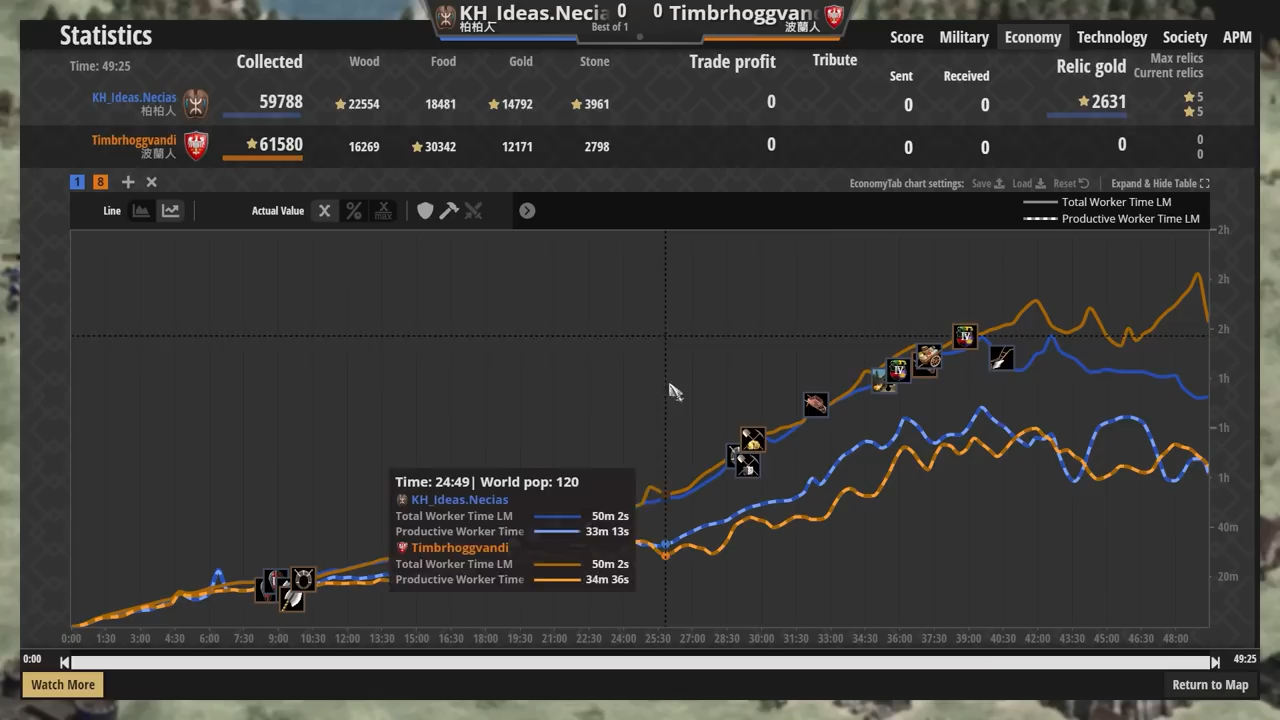 KH_Ideas.Necia 0 0 Timbrhoggvan
柏柏人 Best of 1 波蘭人
Statistics
Score Military Economy Technology Society APM
Time: 49:25 Collected Wood Food Gold Stone Trade profit Tribute Sent Received Relic gold Max relics
Current relics
KH_Ideas.Necias 59788 22554 18481 14792 3961 0 0 0 2631 5
柏柏人 5
Timbrhoggvandi 61580 16269 30342 12171 2798 0 0 0 0 0
波蘭人 0
1 8 EconomyTab chart settings: Save Load Reset Expand & Hide Table
Line Actual Value X % X
max
Total Worker Time LM
Productive Worker Time LM
2h
2h
2h
1h
1h
1h
40m
20m
IV
IV
Time: 24:49| World pop: 120
KH_Ideas.Necias
Total Worker Time LM 50m 2s
Productive Worker Time 33m 13s
Timbrhoggvandi
Total Worker Time LM 50m 2s
Productive Worker Time 34m 36s
0:00 1:30 3:00 4:30 6:00 7:30 9:00 10:30 12:00 13:30 15:00 16:30 18:00 19:30 21:00 22:30 24:00 25:30 27:00 28:30 30:00 31:30 33:00 34:30 36:00 37:30 39:00 40:30 42:00 43:30 45:00 46:30 48:00
0:00 49:25
Watch More Return to Map